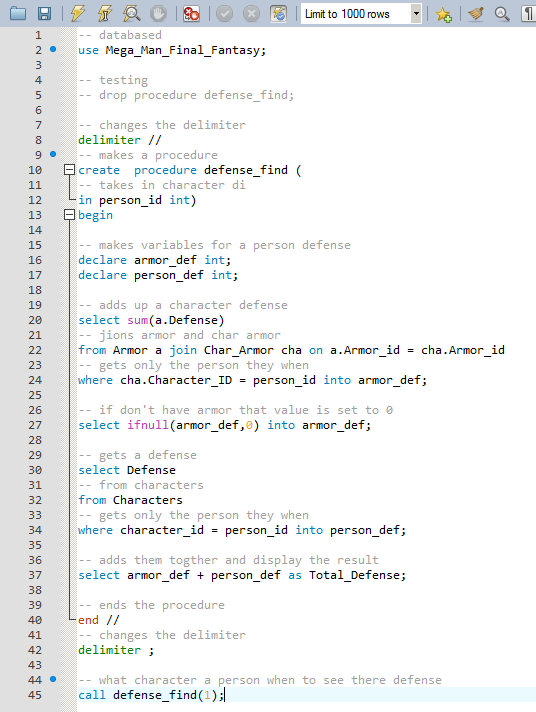 Limit to 1000 rows
1 -- databased
2 use Mega_Man_Final_Fantasy;
3
4 -- testing
5 -- drop procedure defense_find;
6
7 -- changes the delimiter
8 delimiter //
9 -- makes a procedure
10 create  procedure defense_find (
11 -- takes in character di
12 in person_id int)
13 begin
14
15 -- makes variables for a person defense
16 declare armor_def int;
17 declare person_def int;
18
19 -- adds up a character defense
20 select sum(a.Defense)
21 -- jions armor and char armor
22 from Armor a join Char_Armor cha on a.Armor_id = cha.Armor_id
23 -- gets only the person they when
24 where cha.Character_ID = person_id into armor_def;
25
26 -- if don't have armor that value is set to 0
27 select ifnull(armor_def,0) into armor_def;
28
29 -- gets a defense
30 select Defense
31 -- from characters
32 from Characters
33 -- gets only the person they when
34 where character_id = person_id into person_def;
35
36 -- adds them togther and display the result
37 select armor_def + person_def as Total_Defense;
38
39 -- ends the procedure
40 end //
41 -- changes the delimiter
42 delimiter ;
43
44 -- what character a person when to see there defense
45 call defense_find(1);